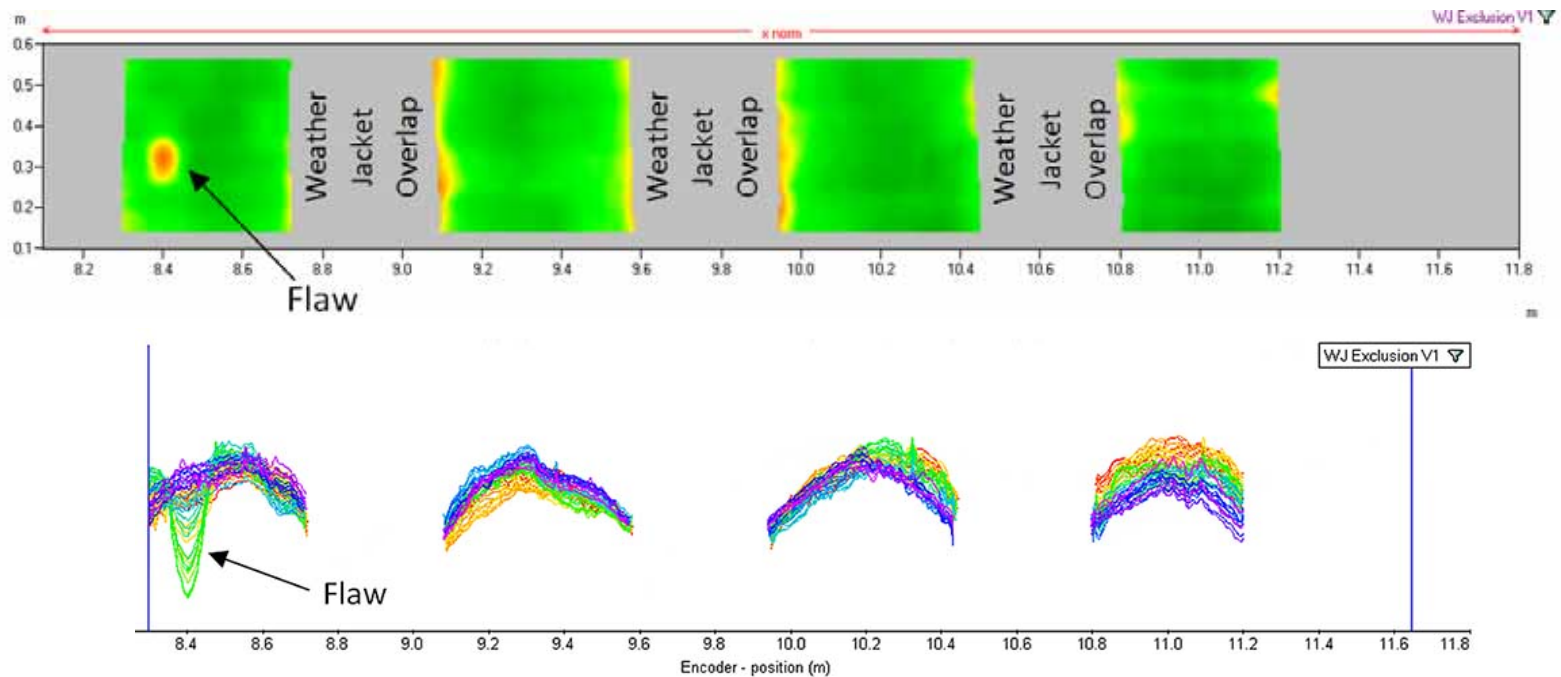 m
WJ Exclusion V1
x norm
0.6
0.5
0.4
0.3
0.2
0.1
Weather
Jacket
Overlap
Weather
Jacket
Overlap
Weather
Jacket
Overlap
8.2 8.4 8.6 8.8 9.0 9.2 9.4 9.6 9.8 10.0 10.2 10.4 10.6 10.8 11.0 11.2 11.4 11.6 11.8
Flaw
m
WJ Exclusion V1
Flaw
8.4 8.6 8.8 9.0 9.2 9.4 9.6 9.8 10.0 10.2 10.4 10.6 10.8 11.0 11.2 11.4 11.6 11.8
Encoder - position (m)